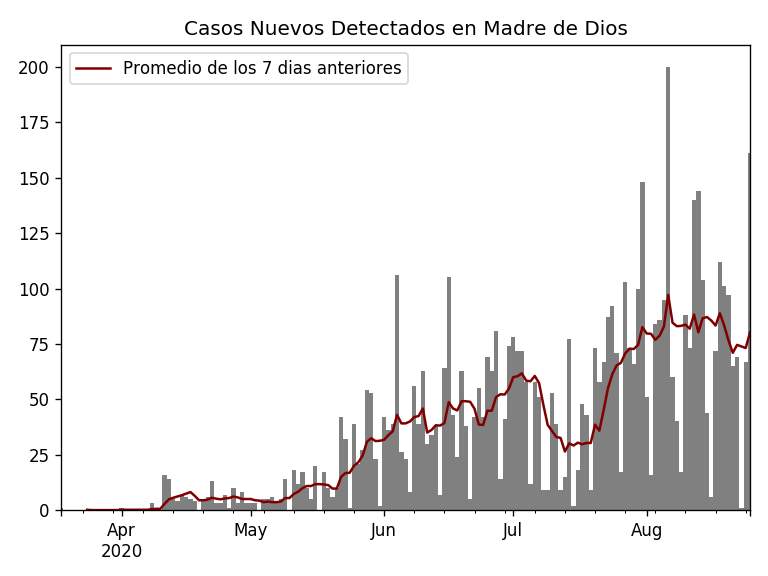 Casos Nuevos Detectados en Madre de Dios
Promedio de los 7 dias anteriores
200
175
150
125
100
75
50
25
0
Apr
2020
May
Jun
Jul
Aug